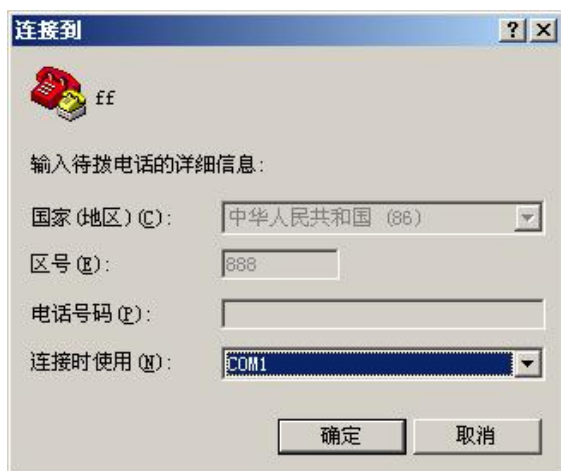 连接到
ff
输入待拨电话的详细信息:
国家(地区)(C): 中华人民共和国 (86)
区号(E): 888
电话号码(P):
连接时使用(N): COM1
确定 取消